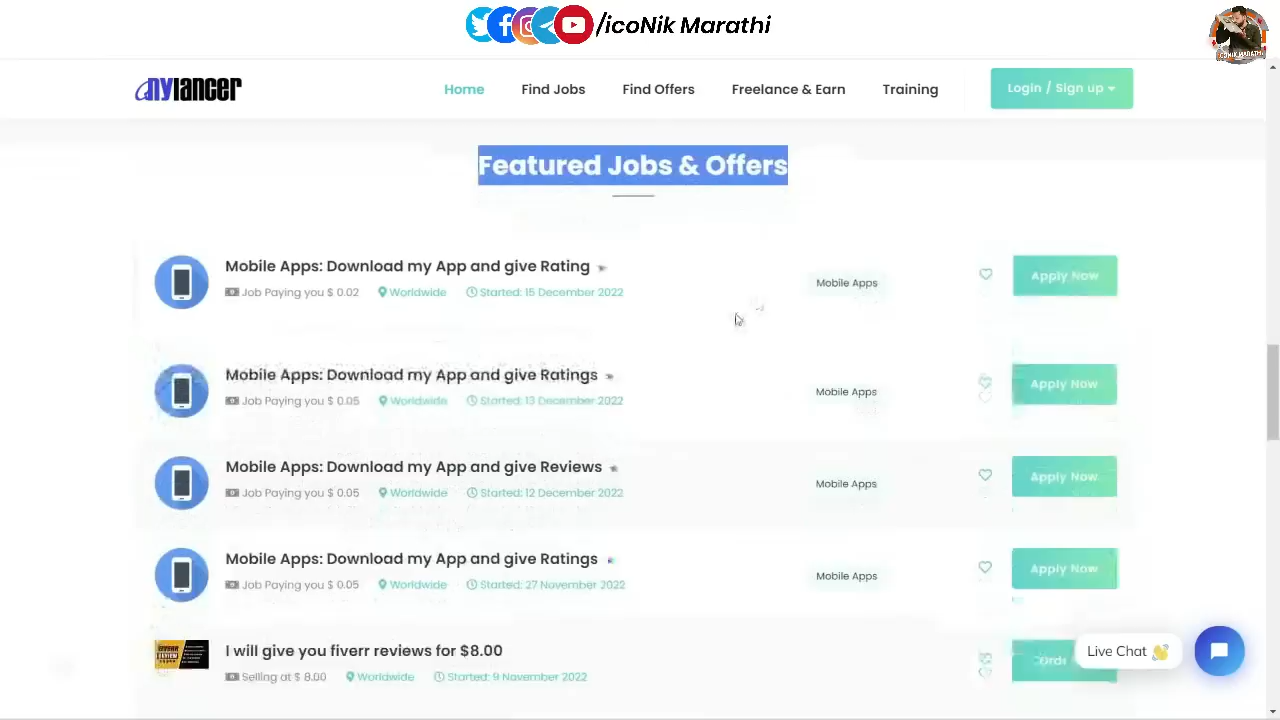 /icoNik Marathi
ICONIK MARATHI
nylancer
Home
Find Jobs
Find Offers
Freelance & Earn
Training
Login / Sign up
Featured Jobs & Offers
Mobile Apps: Download my App and give Rating
Job Paying you $ 0.02
Worldwide
Started: 15 December 2022
Mobile Apps
Apply Now
Mobile Apps: Download my App and give Ratings
Job Paying you $ 0.05
Worldwide
Started: 13 December 2022
Mobile Apps
Apply Now
Mobile Apps: Download my App and give Reviews
Job Paying you $ 0.05
Worldwide
Started: 12 December 2022
Mobile Apps
Apply Now
Mobile Apps: Download my App and give Ratings
Job Paying you $ 0.05
Worldwide
Started: 27 November 2022
Mobile Apps
Apply Now
I will give you fiverr reviews for $8.00
Selling at $ 8.00
Worldwide
Started: 9 November 2022
Live Chat 👋